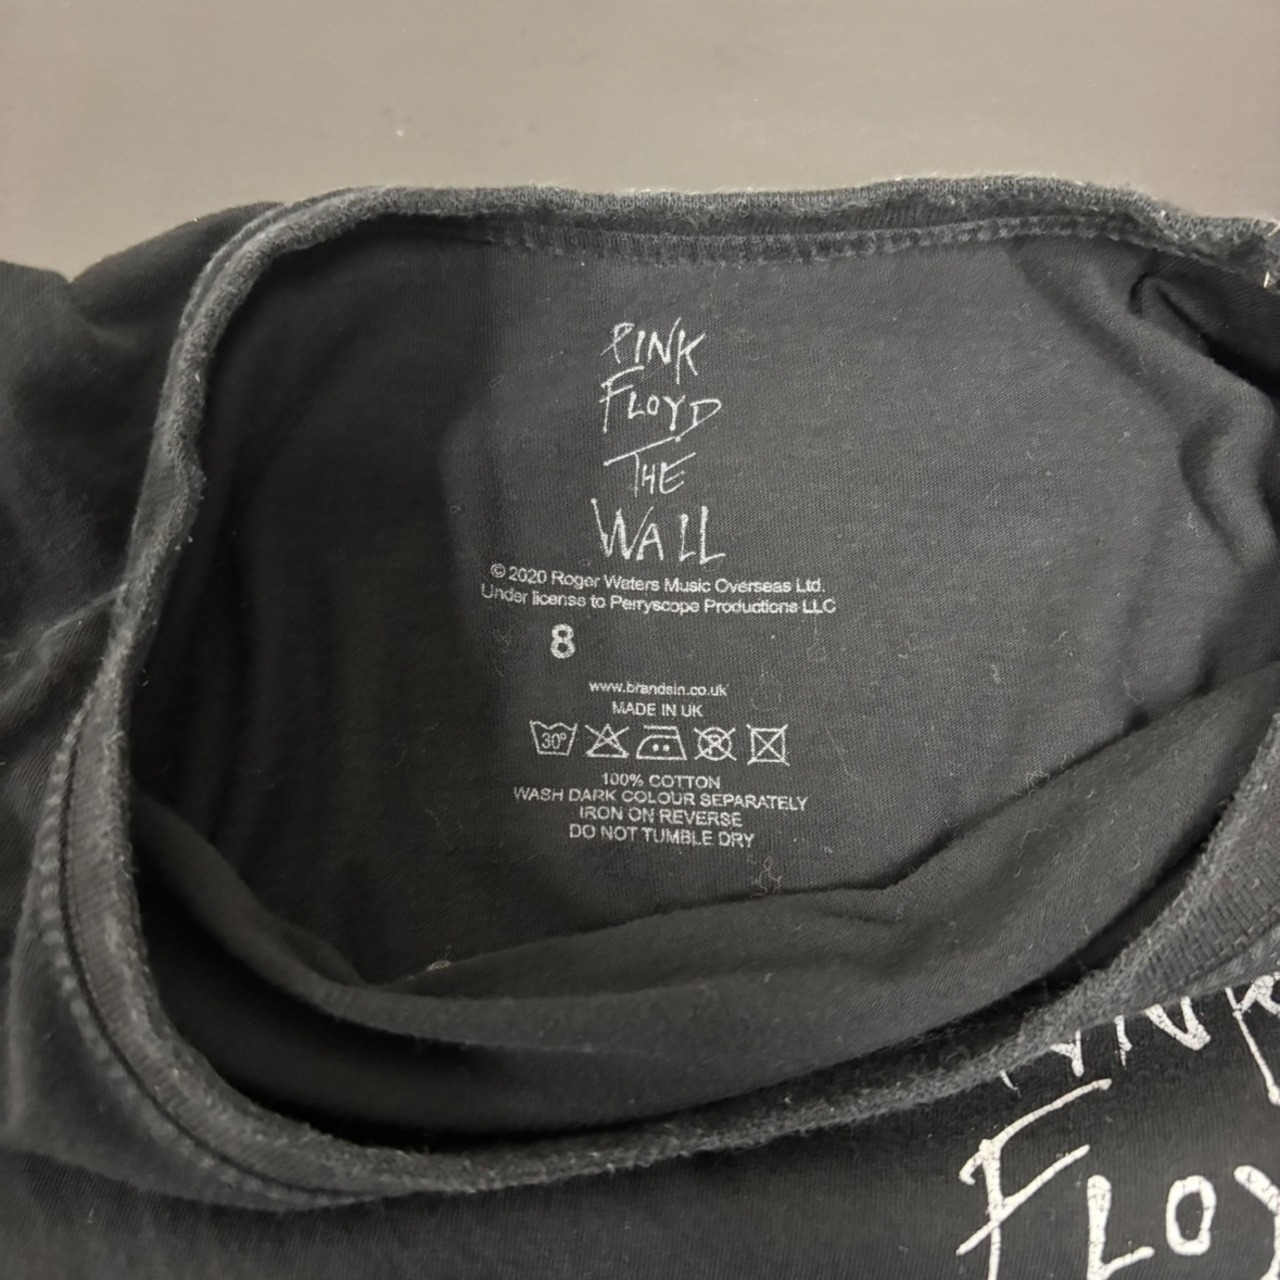 PINK
FLOYD
THE
WALL
© 2020 Roger Waters Music Overseas Ltd.
Under license to Perryscope Productions LLC
8
www.brandsin.co.uk
MADE IN UK
30°
100% COTTON
WASH DARK COLOUR SEPARATELY
IRON ON REVERSE
DO NOT TUMBLE DRY
FLOY